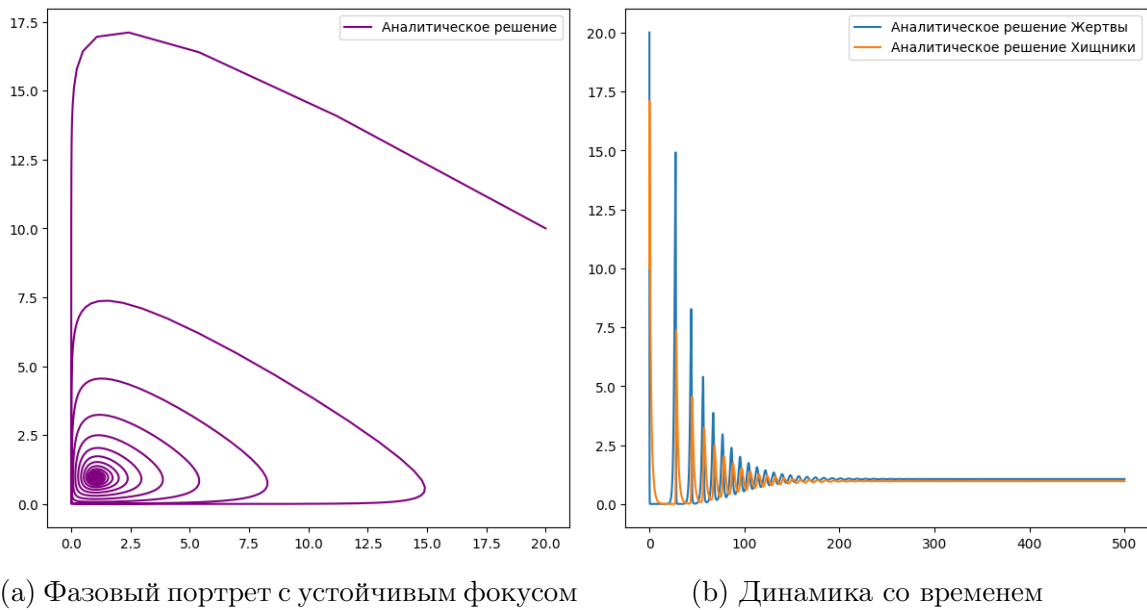 Аналитическое решение
17.5
15.0
12.5
10.0
7.5
5.0
2.5
0.0
0.0 2.5 5.0 7.5 10.0 12.5 15.0 17.5 20.0
(a) Фазовый портрет с устойчивым фокусом
Аналитическое решение Жертвы
Аналитическое решение Хищники
20.0
17.5
15.0
12.5
10.0
7.5
5.0
2.5
0.0
0 100 200 300 400 500
(b) Динамика со временем